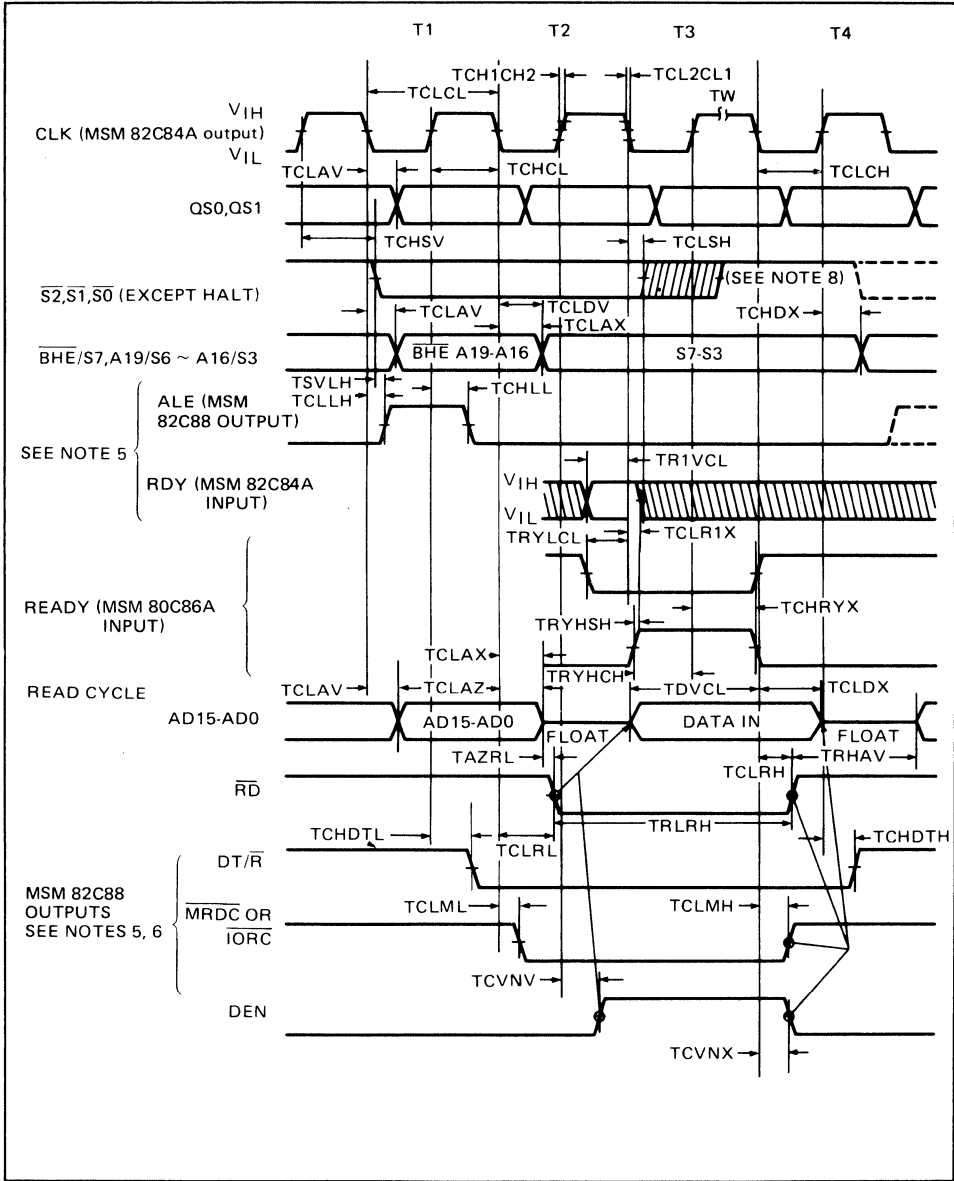 T1 T2 T3 T4
TCH1CH2 TCL2CL1
TCLCL TW
VIH
CLK (MSM 82C84A output)
VIL
TCLAV TCHCL TCLCH
QS0,QS1
TCHSV TCLSH
S2,S1,S0 (EXCEPT HALT) (SEE NOTE 8)
TCLAV TCLDV TCHDX
TCLAX
BHE/S7,A19/S6 ~ A16/S3 BHE A19-A16 S7-S3
TSVLH TCHLL
TCLLH
ALE (MSM
82C88 OUTPUT)
SEE NOTE 5
TR1VCL
RDY (MSM 82C84A
INPUT)
VIH
VIL
TRYLCL TCLR1X
READY (MSM 80C86A
INPUT)
TCHRYX
TRYHSH
TCLAX TRYHCH
READ CYCLE
TCLAV TCLAZ TDVCL TCLDX
AD15-AD0 AD15-AD0 FLOAT DATA IN FLOAT
TAZRL TCLRH TRHAV
RD
TRLRH
TCHDTL TCLRL TCHDTH
DT/R
MSM 82C88
OUTPUTS
SEE NOTES 5, 6
TCLML TCLMH
MRDC OR
IORC
TCVNV
DEN
TCVNX